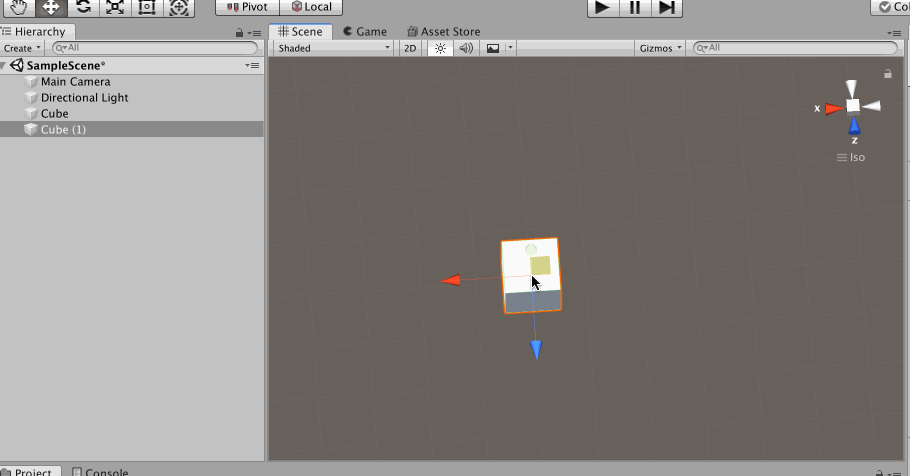 Pivot Local Co
Hierarchy
Scene Game Asset Store
Create All
Shaded 2D Gizmos All
SampleScene*
Main Camera
Directional Light
Cube
Cube (1)
x
z
Iso
Project Console